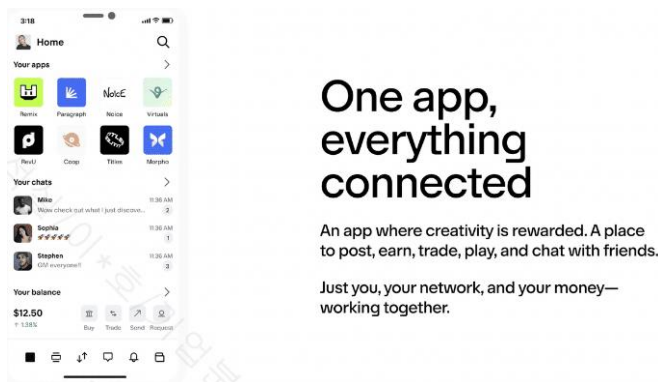 3:18
Home
Your apps
Remix Paragraph Noice Virtuals
NOICE
RevU Coop Titles Morpho
Your chats
Mike 11:36 AM
Wow check out what I just discove... 2
Sophia 11:36 AM
🚀🚀🚀🚀🚀 1
Stephen 11:36 AM
GM everyone!! 3
Your balance
$12.50
↑ 1.38%
Buy Trade Send Request
One app,
everything
connected
An app where creativity is rewarded. A place
to post, earn, trade, play, and chat with friends.
Just you, your network, and your money—
working together.